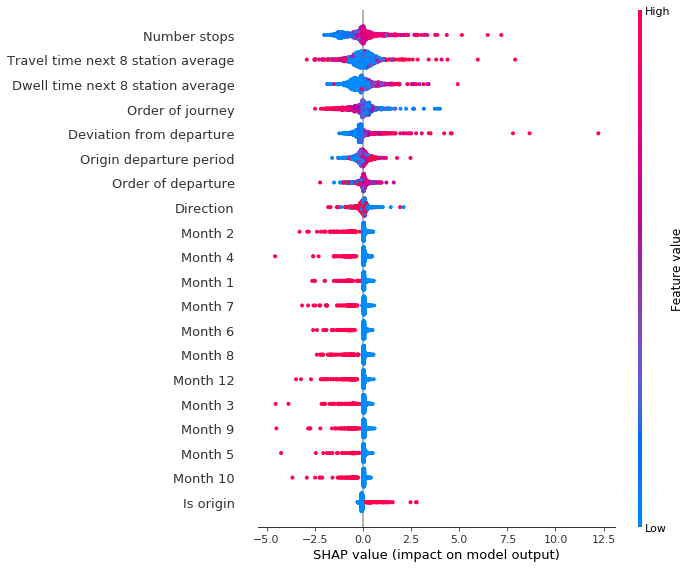 High
Number stops
Travel time next 8 station average
Dwell time next 8 station average
Order of journey
Deviation from departure
Origin departure period
Order of departure
Direction
Month 2
Month 4
Month 1
Month 7
Month 6
Month 8
Month 12
Month 3
Month 9
Month 5
Month 10
Is origin
Feature value
Low
−5.0 −2.5 0.0 2.5 5.0 7.5 10.0 12.5
SHAP value (impact on model output)